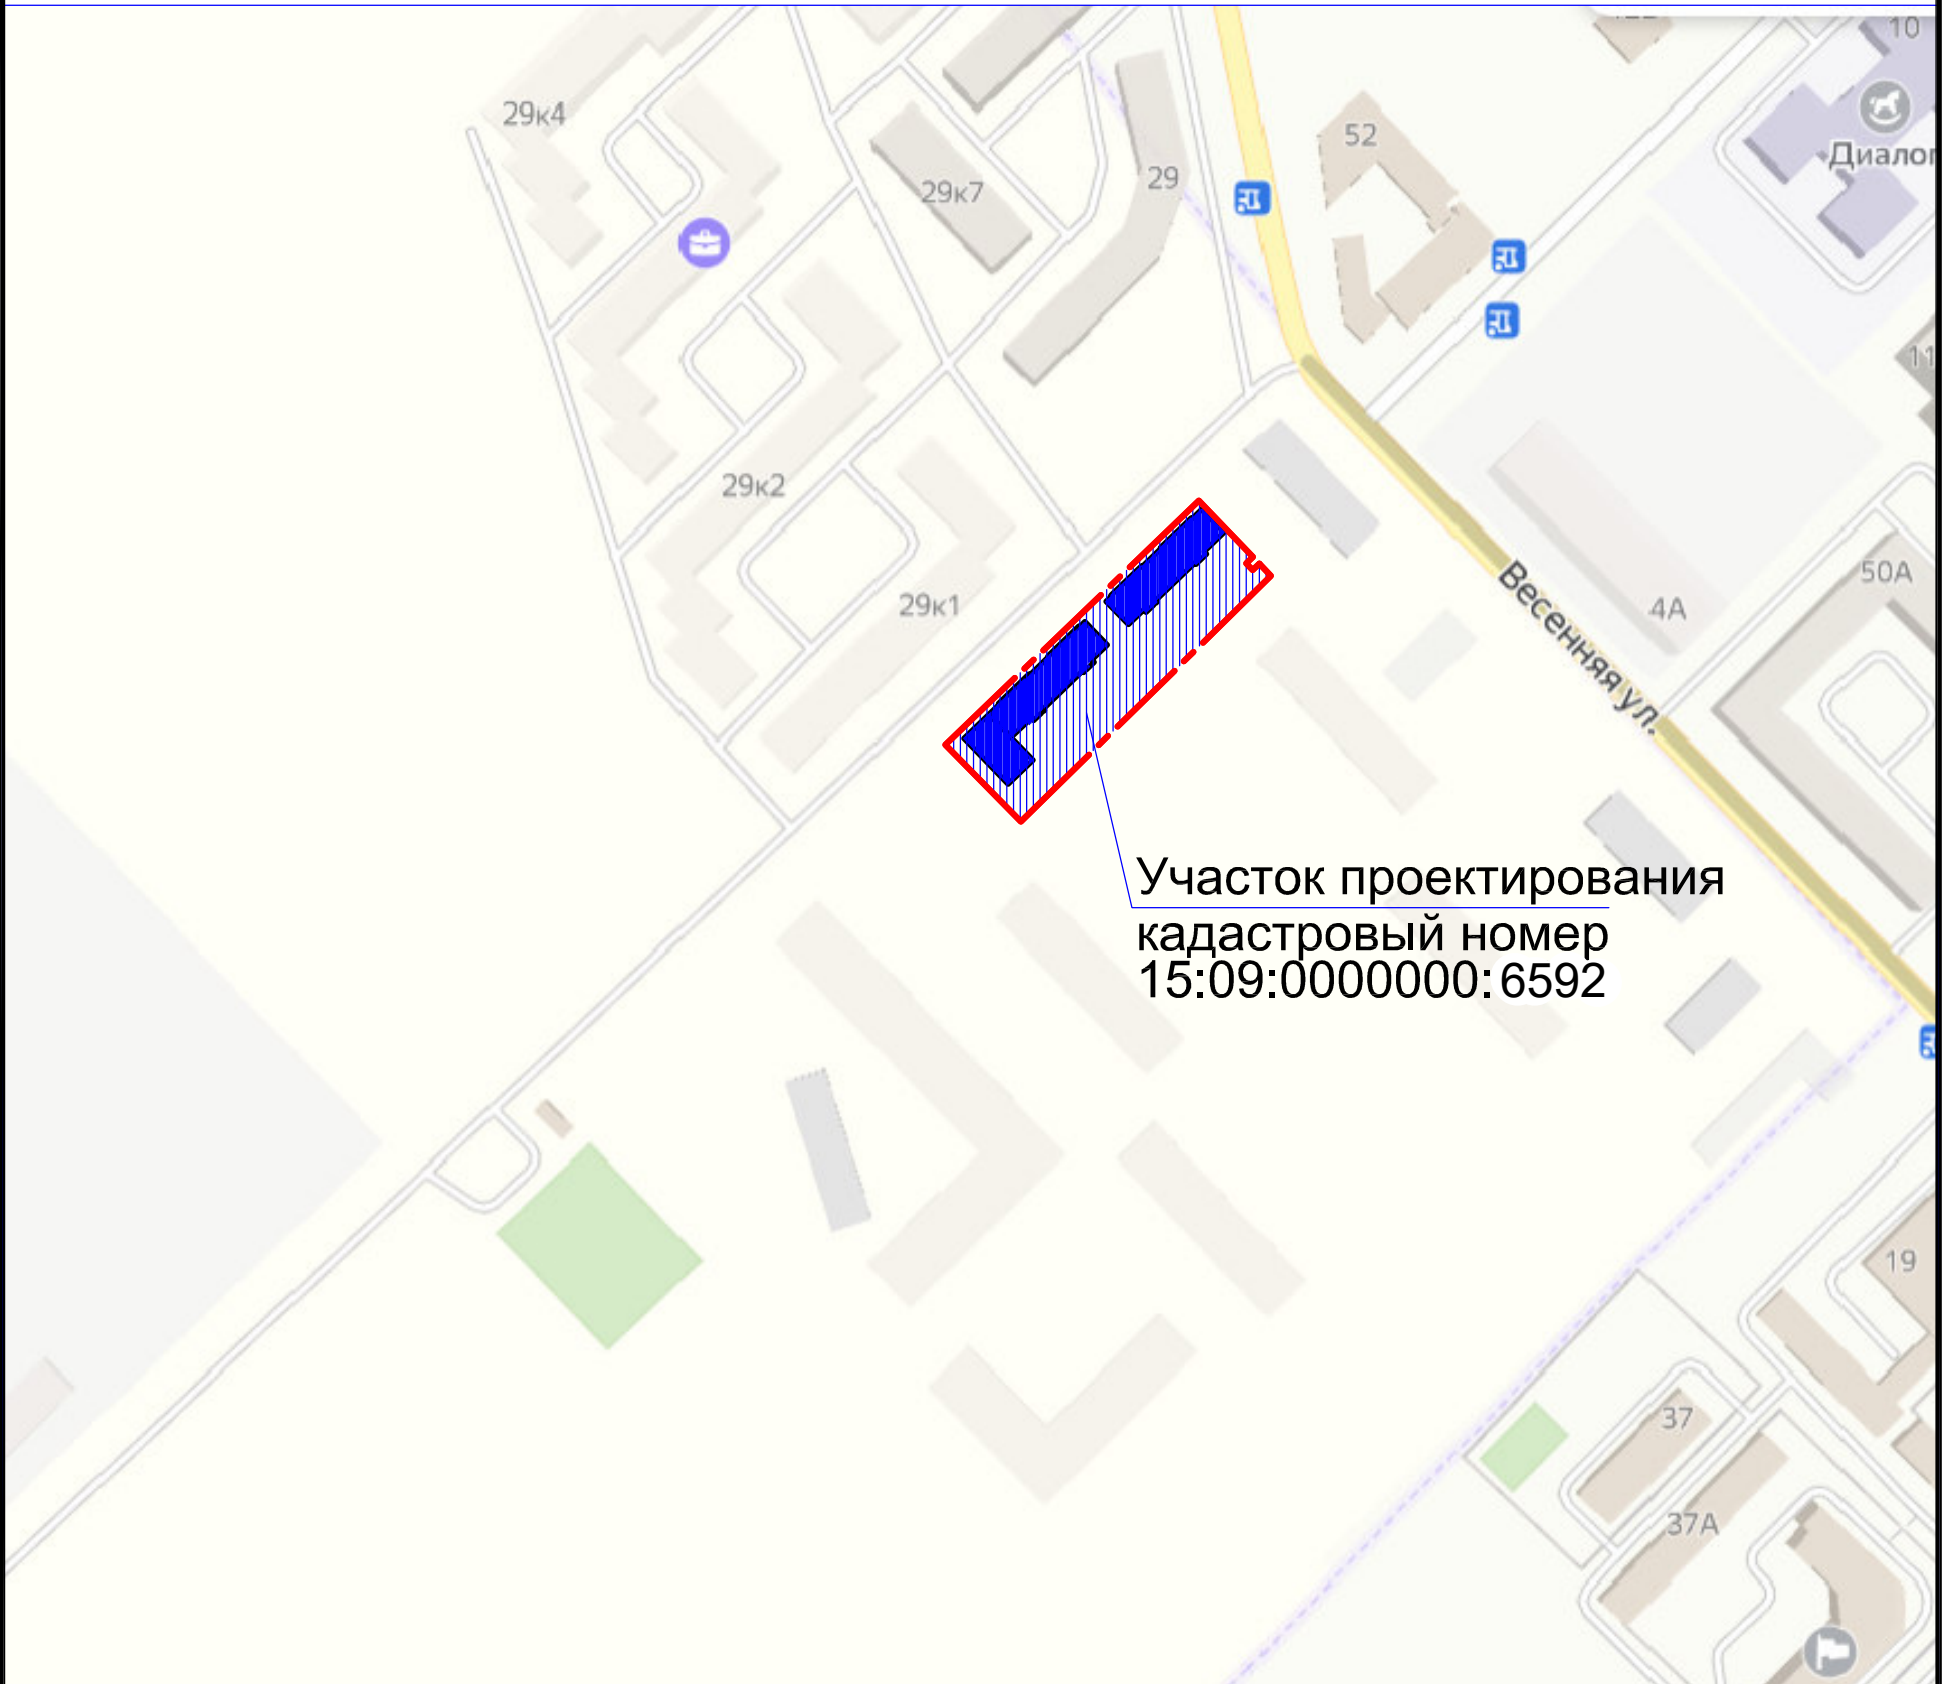 10
29к4
52
Диалог
29к7
29
11
29к2
50А
29к1
4А
Весенняя ул.
Участок проектирования
кадастровый номер
15:09:0000000:6592
19
37
37А